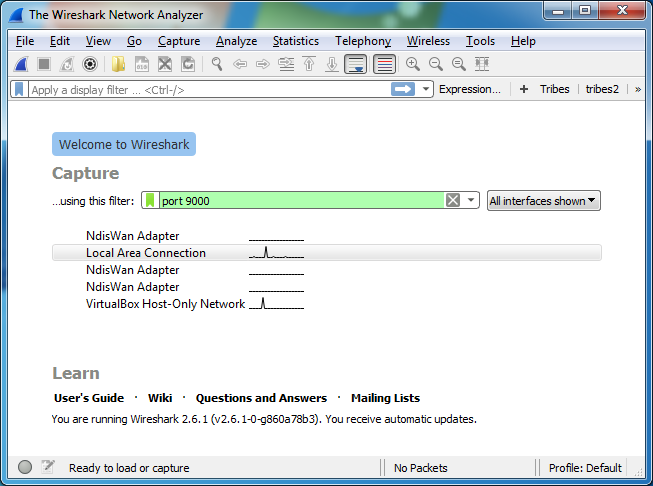 The Wireshark Network Analyzer
File Edit View Go Capture Analyze Statistics Telephony Wireless Tools Help
Apply a display filter ... <Ctrl-/> Expression... + Tribes tribes2 »
Welcome to Wireshark
Capture
...using this filter: port 9000 All interfaces shown
NdisWan Adapter
Local Area Connection
NdisWan Adapter
NdisWan Adapter
VirtualBox Host-Only Network
Learn
User's Guide · Wiki · Questions and Answers · Mailing Lists
You are running Wireshark 2.6.1 (v2.6.1-0-g860a78b3). You receive automatic updates.
Ready to load or capture No Packets Profile: Default